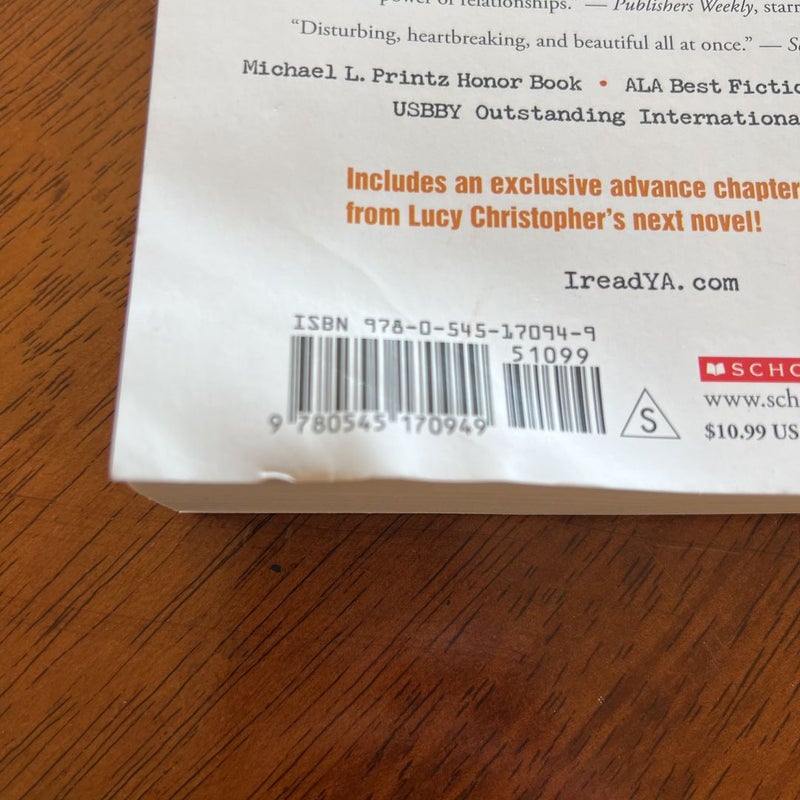 power of relationships." — Publishers Weekly, starr
"Disturbing, heartbreaking, and beautiful all at once." — S
Michael L. Printz Honor Book • ALA Best Fictio
USBBY Outstanding Internationa
Includes an exclusive advance chapter
from Lucy Christopher's next novel!
IreadYA.com
ISBN 978-0-545-17094-9
51099
9 780545 170949
S
SCHO
www.sch
$10.99 US